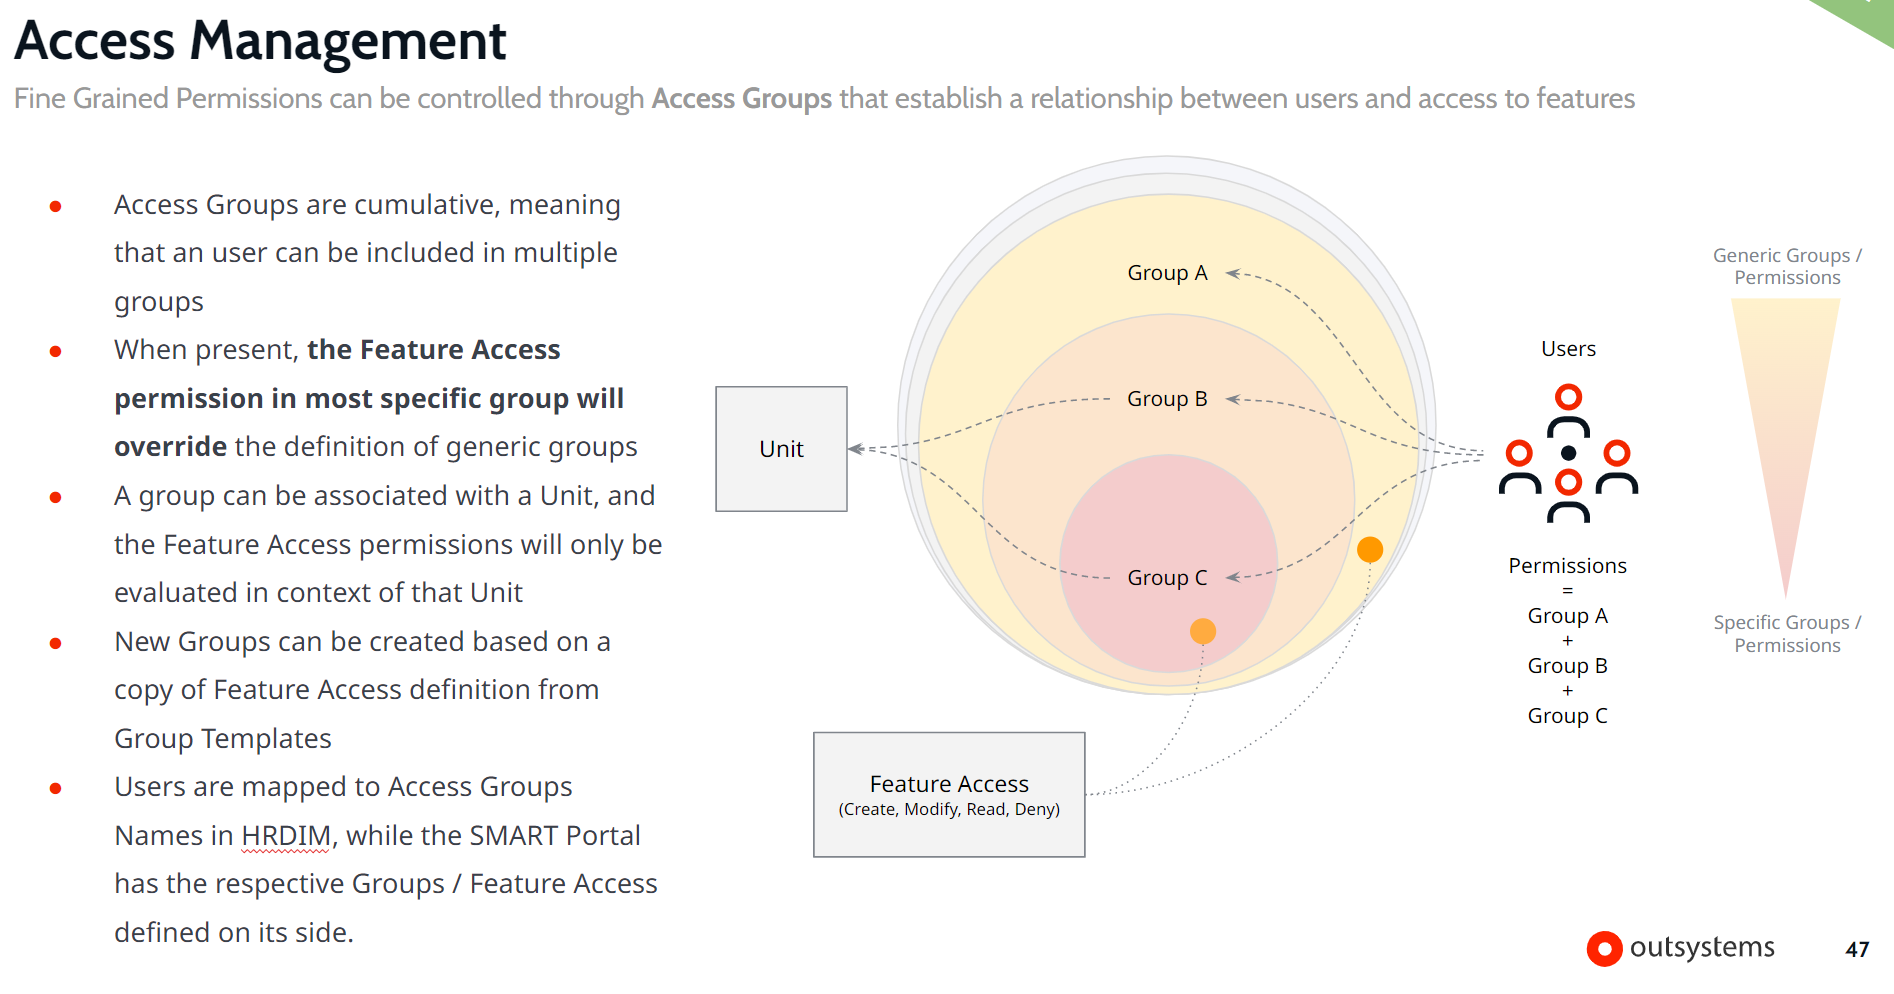 Access Management
Fine Grained Permissions can be controlled through Access Groups that establish a relationship between users and access to features
● Access Groups are cumulative, meaning
that an user can be included in multiple
groups
● When present, the Feature Access
permission in most specific group will
override the definition of generic groups
● A group can be associated with a Unit, and
the Feature Access permissions will only be
evaluated in context of that Unit
● New Groups can be created based on a
copy of Feature Access definition from
Group Templates
● Users are mapped to Access Groups
Names in HRDIM, while the SMART Portal
has the respective Groups / Feature Access
defined on its side.
Unit
Group A
Group B
Group C
Feature Access
(Create, Modify, Read, Deny)
Users
Permissions
=
Group A
+
Group B
+
Group C
Generic Groups /
Permissions
Specific Groups /
Permissions
outsystems
47